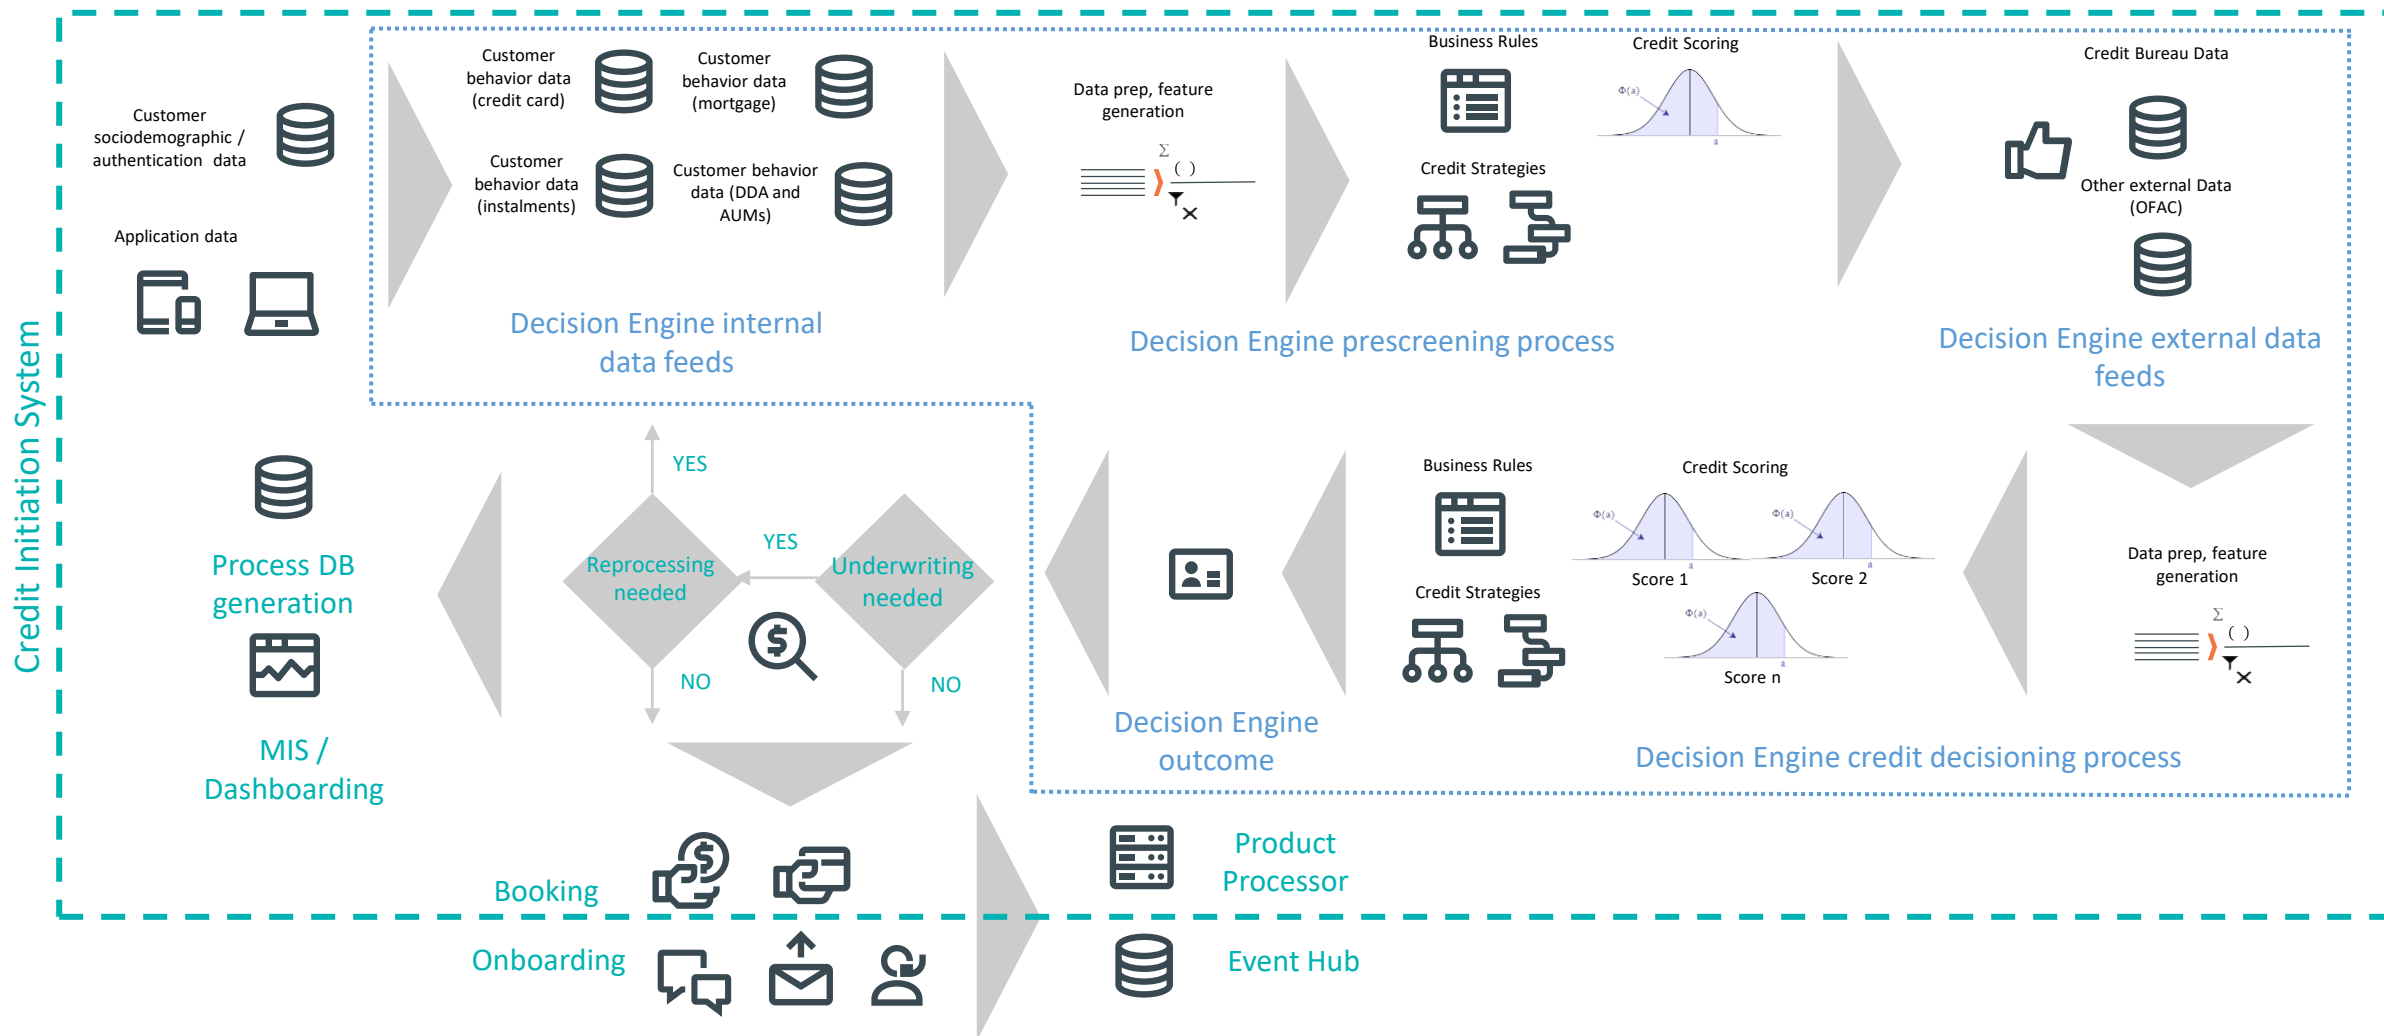 Credit Initiation System
Customer
sociodemographic /
authentication data
Application data
Customer
behavior data
(credit card)
Customer
behavior data
(mortgage)
Customer
behavior data
(instalments)
Customer behavior
data (DDA and
AUMs)
Decision Engine internal
data feeds
Data prep, feature
generation
Σ
( )
Business Rules
Credit Scoring
Φ(a)
a
Credit Strategies
Decision Engine prescreening process
Credit Bureau Data
Other external Data
(OFAC)
Decision Engine external data
feeds
Data prep, feature
generation
Σ
( )
Business Rules
Credit Scoring
Φ(a)
a
Score 1
Φ(a)
a
Score 2
Φ(a)
a
Score n
Credit Strategies
Decision Engine credit decisioning process
Decision Engine
outcome
Underwriting
needed
YES
NO
Reprocessing
needed
YES
NO
Process DB
generation
MIS /
Dashboarding
Booking
Onboarding
Product
Processor
Event Hub